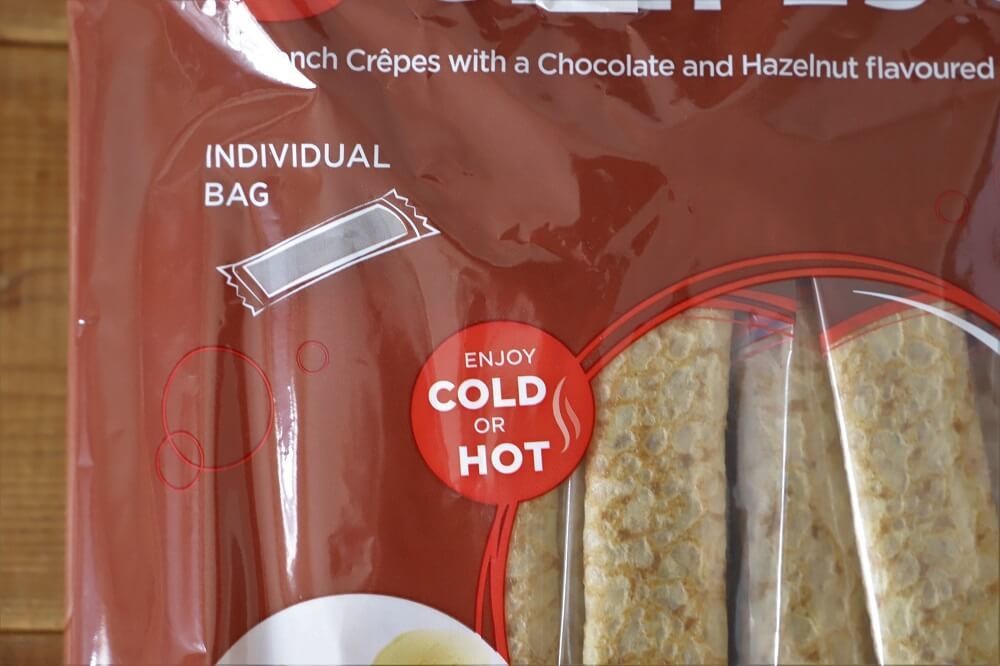 Crêpes with a Chocolate and Hazelnut flavoured
INDIVIDUAL
BAG
ENJOY
COLD
OR
HOT